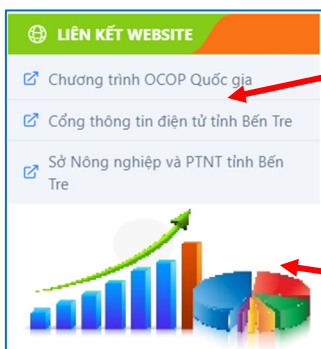 LIÊN KẾT WEBSITE
Chương trình OCOP Quốc gia
Cổng thông tin điện tử tỉnh Bến Tre
Sở Nông nghiệp và PTNT tỉnh Bến
Tre